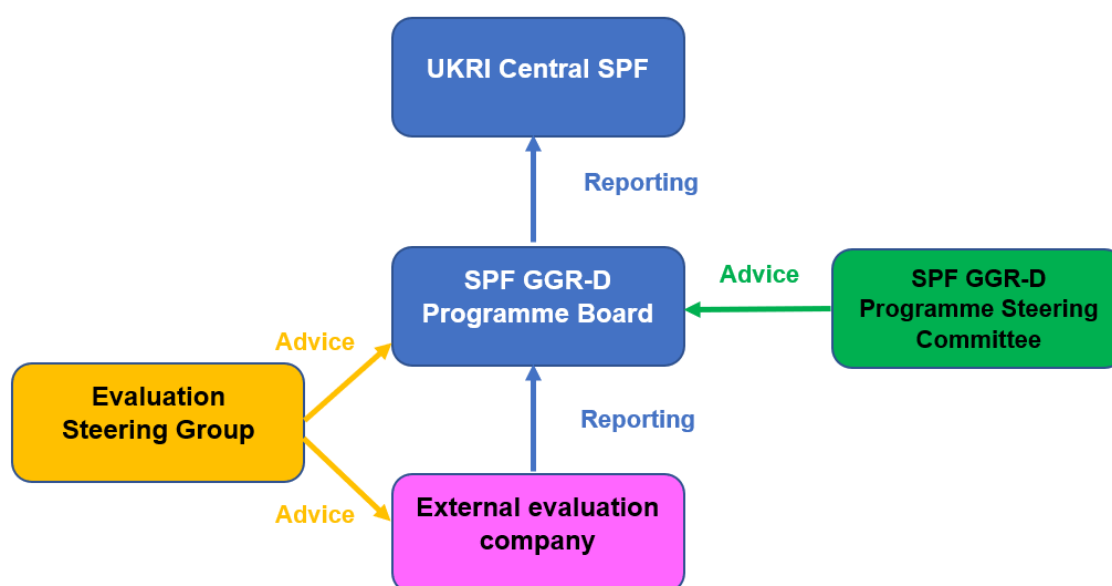 UKRI Central SPF
Reporting
SPF GGR-D
Programme Board
Advice
SPF GGR-D
Programme Steering
Committee
Advice
Evaluation
Steering Group
Reporting
Advice
External evaluation
company